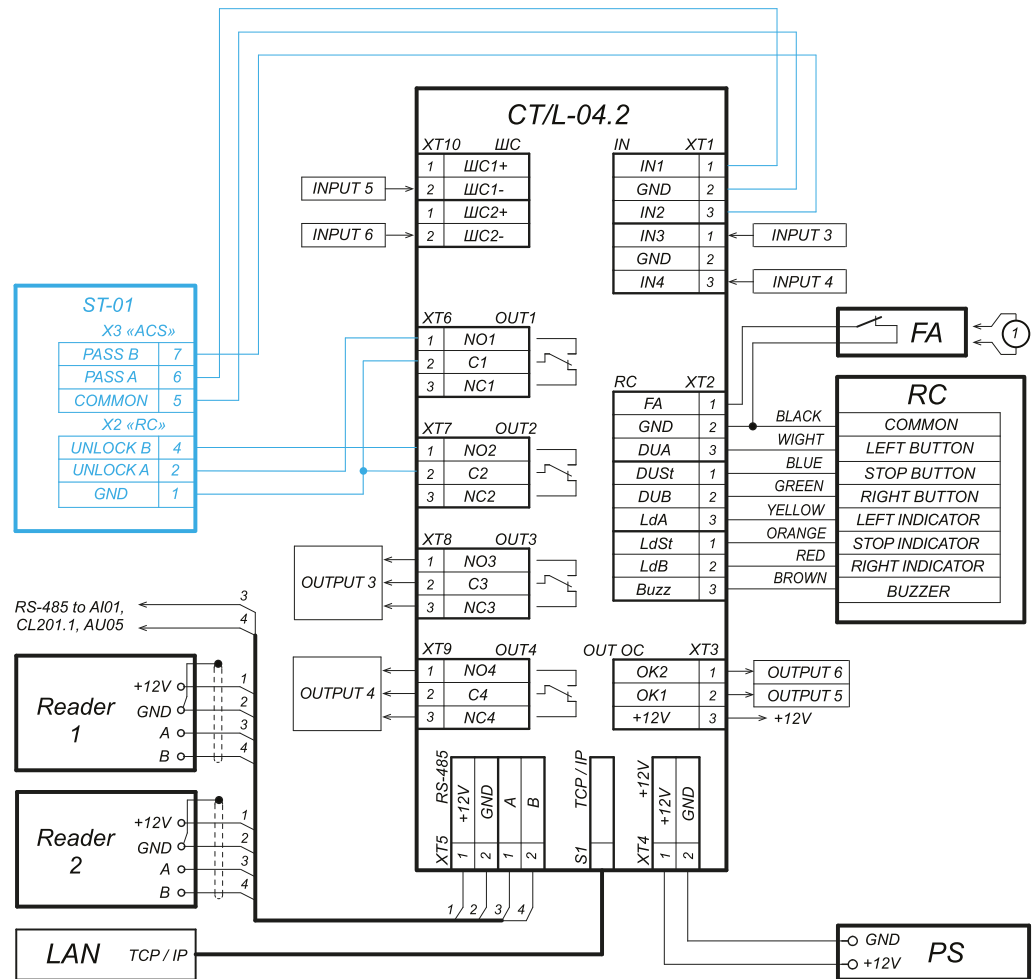 CT/L-04.2
XT10 ШС
1 ШС1+
2 ШС1-
1 ШС2+
2 ШС2-
INPUT 5
INPUT 6
IN XT1
IN1 1
GND 2
IN2 3
IN3 1
GND 2
IN4 3
INPUT 3
INPUT 4
ST-01
X3 «ACS»
PASS B 7
PASS A 6
COMMON 5
X2 «RC»
UNLOCK B 4
UNLOCK A 2
GND 1
XT6 OUT1
1 NO1
2 C1
3 NC1
XT7 OUT2
1 NO2
2 C2
3 NC2
XT8 OUT3
1 NO3
2 C3
3 NC3
OUTPUT 3
XT9 OUT4
1 NO4
2 C4
3 NC4
OUTPUT 4
FA
1
RC XT2
FA 1
GND 2
DUA 3
DUSt 1
DUB 2
LdA 3
LdSt 1
LdB 2
Buzz 3
BLACK
WIGHT
BLUE
GREEN
YELLOW
ORANGE
RED
BROWN
RC
COMMON
LEFT BUTTON
STOP BUTTON
RIGHT BUTTON
LEFT INDICATOR
STOP INDICATOR
RIGHT INDICATOR
BUZZER
OUT OC XT3
OK2 1
OK1 2
+12V 3
OUTPUT 6
OUTPUT 5
+12V
RS-485 to AI01,
CL201.1, AU05
3
4
Reader
1
+12V 1
GND 2
A 3
B 4
Reader
2
+12V 1
GND 2
A 3
B 4
XT5 RS-485
1 +12V
2 GND
1 A
2 B
1 2 3 4
S1 TCP / IP
XT4 +12V
1 +12V
2 GND
LAN TCP / IP
PS
GND
+12V